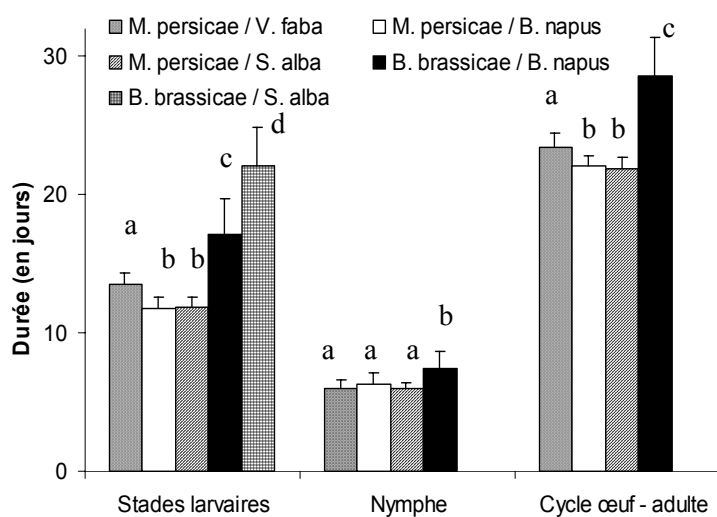 M. persicae / V. faba
M. persicae / B. napus
M. persicae / S. alba
B. brassicae / B. napus
B. brassicae / S. alba
Durée (en jours)
30
20
10
0
a
b
b
c
d
a
a
a
b
a
b
b
c
Stades larvaires
Nymphe
Cycle œuf - adulte